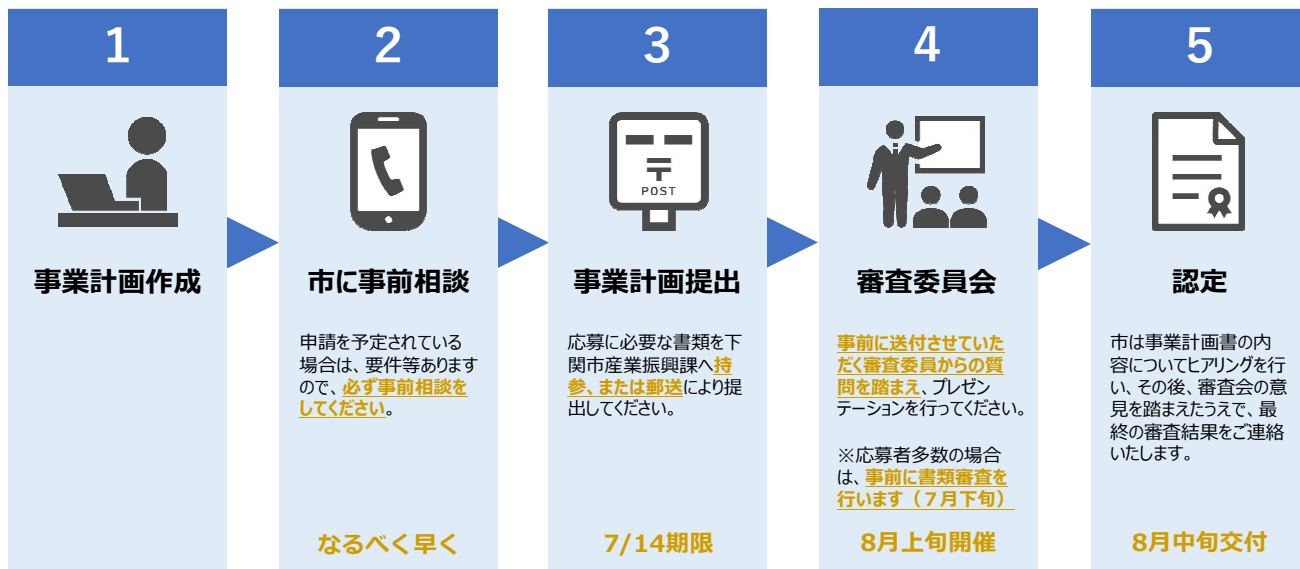 1
事業計画作成
2
市に事前相談
申請を予定されている
場合は、要件等あります
ので、必ず事前相談を
してください。
なるべく早く
3
〒
POST
事業計画提出
応募に必要な書類を下
関市産業振興課へ持
参、または郵送により提
出してください。
7/14期限
4
審査委員会
事前に送付させていた
だく審査委員からの質
問を踏まえ、プレゼン
テーションを行ってください。
※応募者多数の場合
は、事前に書類審査を
行います（７月下旬）
8月上旬開催
5
認定
市は事業計画書の内
容についてヒアリングを行
い、その後、審査会の意
見を踏まえたうえで、最
終の審査結果をご連絡
いたします。
8月中旬交付